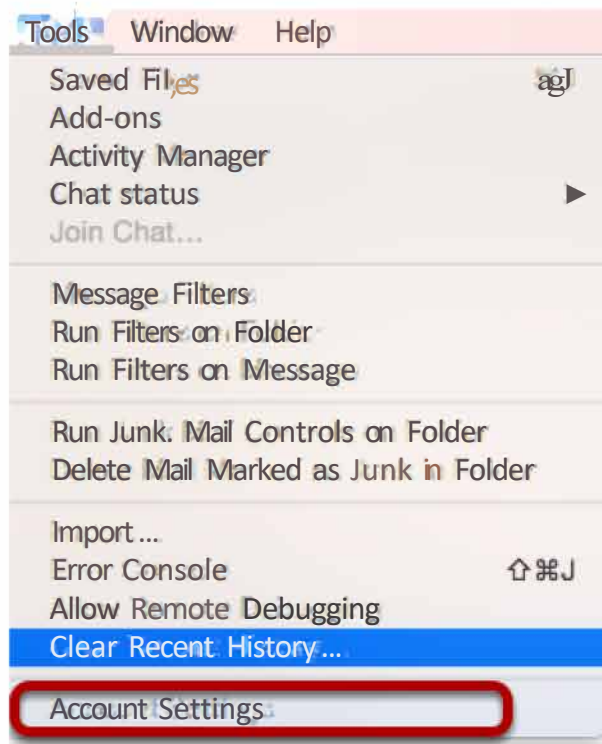 Tools Window Help
Saved Files
Add-ons
Activity Manager
Chat status ▶
Join Chat...
Message Filters
Run Filters on Folder
Run Filters on Message
Run Junk. Mail Controls on Folder
Delete Mail Marked as Junk in Folder
Import...
Error Console ⇧⌘J
Allow Remote Debugging
Clear Recent History...
Account Settings